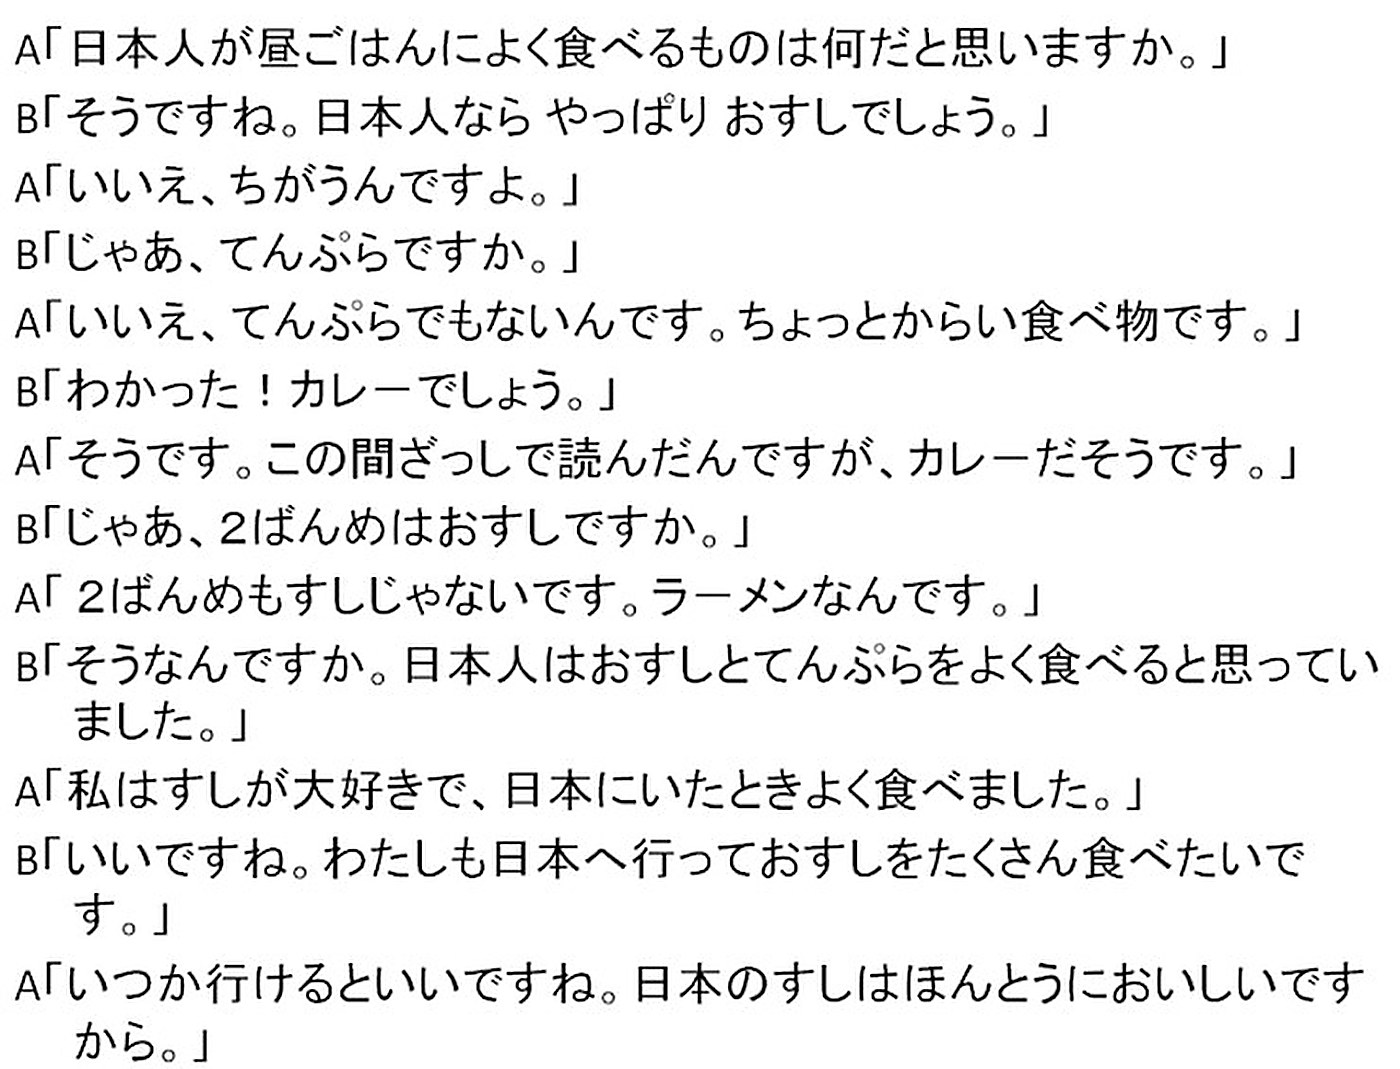 A「日本人が昼ごはんによく食べるものは何だと思いますか。」
B「そうですね。日本人なら やっぱり おすしでしょう。」
A「いいえ、ちがうんですよ。」
B「じゃあ、てんぷらですか。」
A「いいえ、てんぷらでもないんです。ちょっとからい食べ物です。」
B「わかった！カレーでしょう。」
A「そうです。この間ざっしで読んだんですが、カレーだそうです。」
B「じゃあ、２ばんめはおすしですか。」
A「 ２ばんめもすしじゃないです。ラーメンなんです。」
B「そうなんですか。日本人はおすしとてんぷらをよく食べると思ってい
ました。」
A「私はすしが大好きで、日本にいたときよく食べました。」
B「いいですね。わたしも日本へ行っておすしをたくさん食べたいで
す。」
A「いつか行けるといいですね。日本のすしはほんとうにおいしいです
から。」